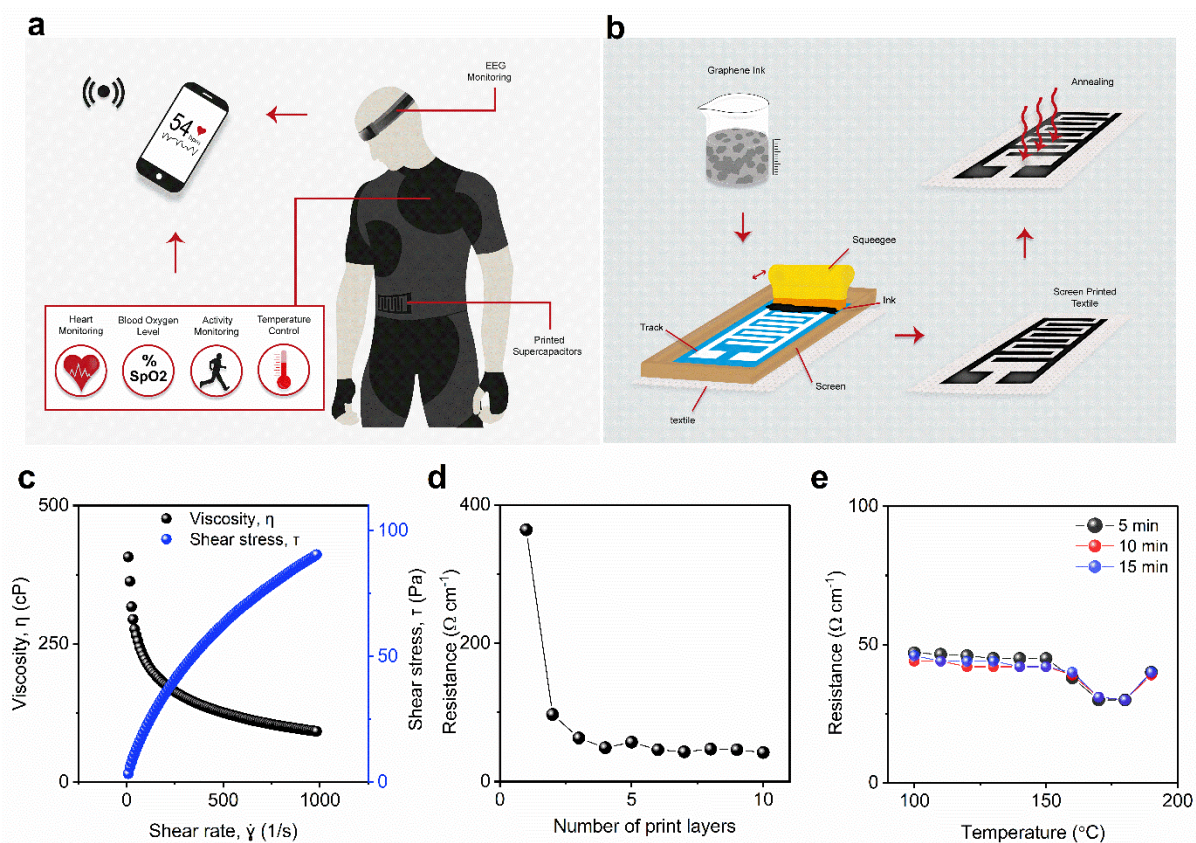 a
EEG
Monitoring
54
bpm
Heart
Monitoring
Blood Oxygen
Level
Activity
Monitoring
Temperature
Control
%
SpO2
Printed
Supercapacitors
b
Graphene Ink
Annealing
Squeegee
Ink
Track
Screen
textile
Screen Printed
Textile
c
Viscosity, η (cP)
500
250
0
Viscosity, η
Shear stress, τ
100
50
0
Shear stress, τ (Pa)
0 500 1000
Shear rate, γ̇ (1/s)
d
Resistance (Ω cm⁻¹)
400
200
0
0 5 10
Number of print layers
e
Resistance (Ω cm⁻¹)
100
50
0
5 min
10 min
15 min
100 150 200
Temperature (°C)